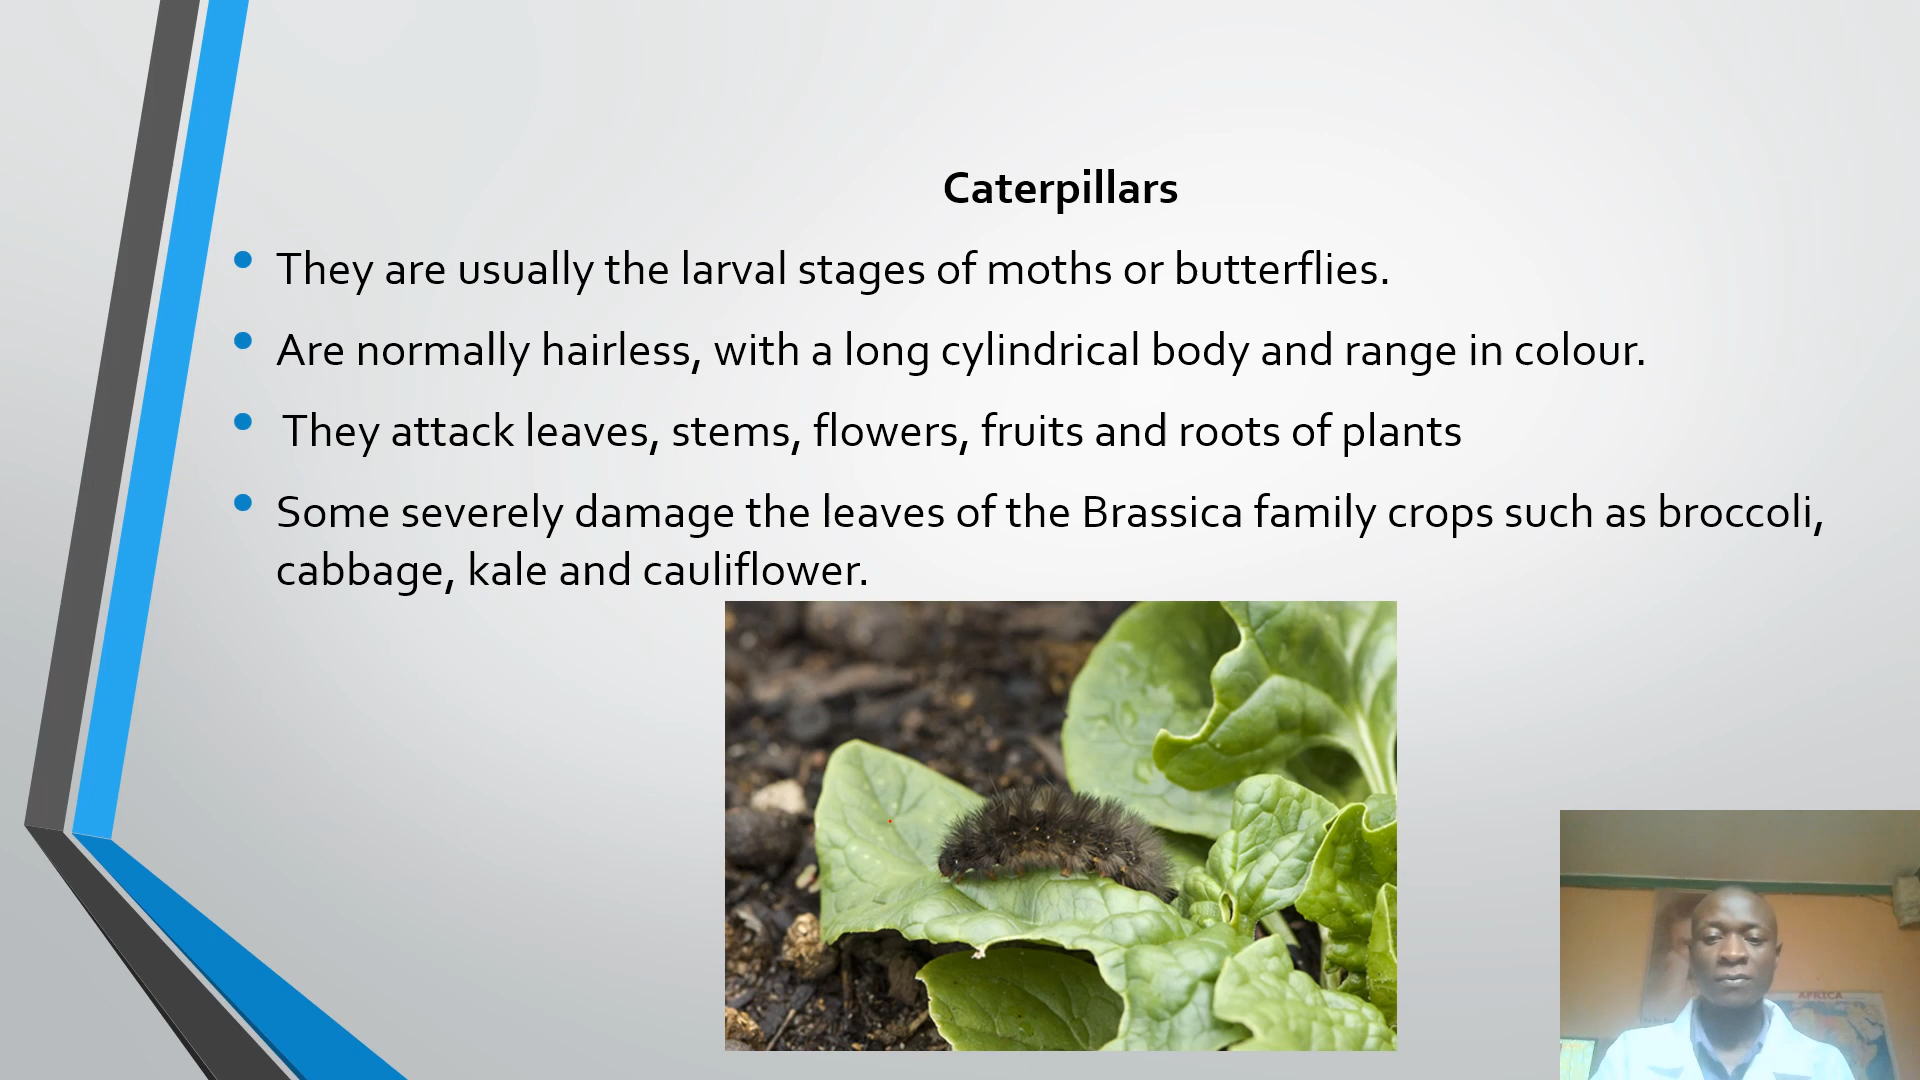 Caterpillars
• They are usually the larval stages of moths or butterflies.
• Are normally hairless, with a long cylindrical body and range in colour.
• They attack leaves, stems, flowers, fruits and roots of plants
• Some severely damage the leaves of the Brassica family crops such as broccoli,
cabbage, kale and cauliflower.
AFRICA